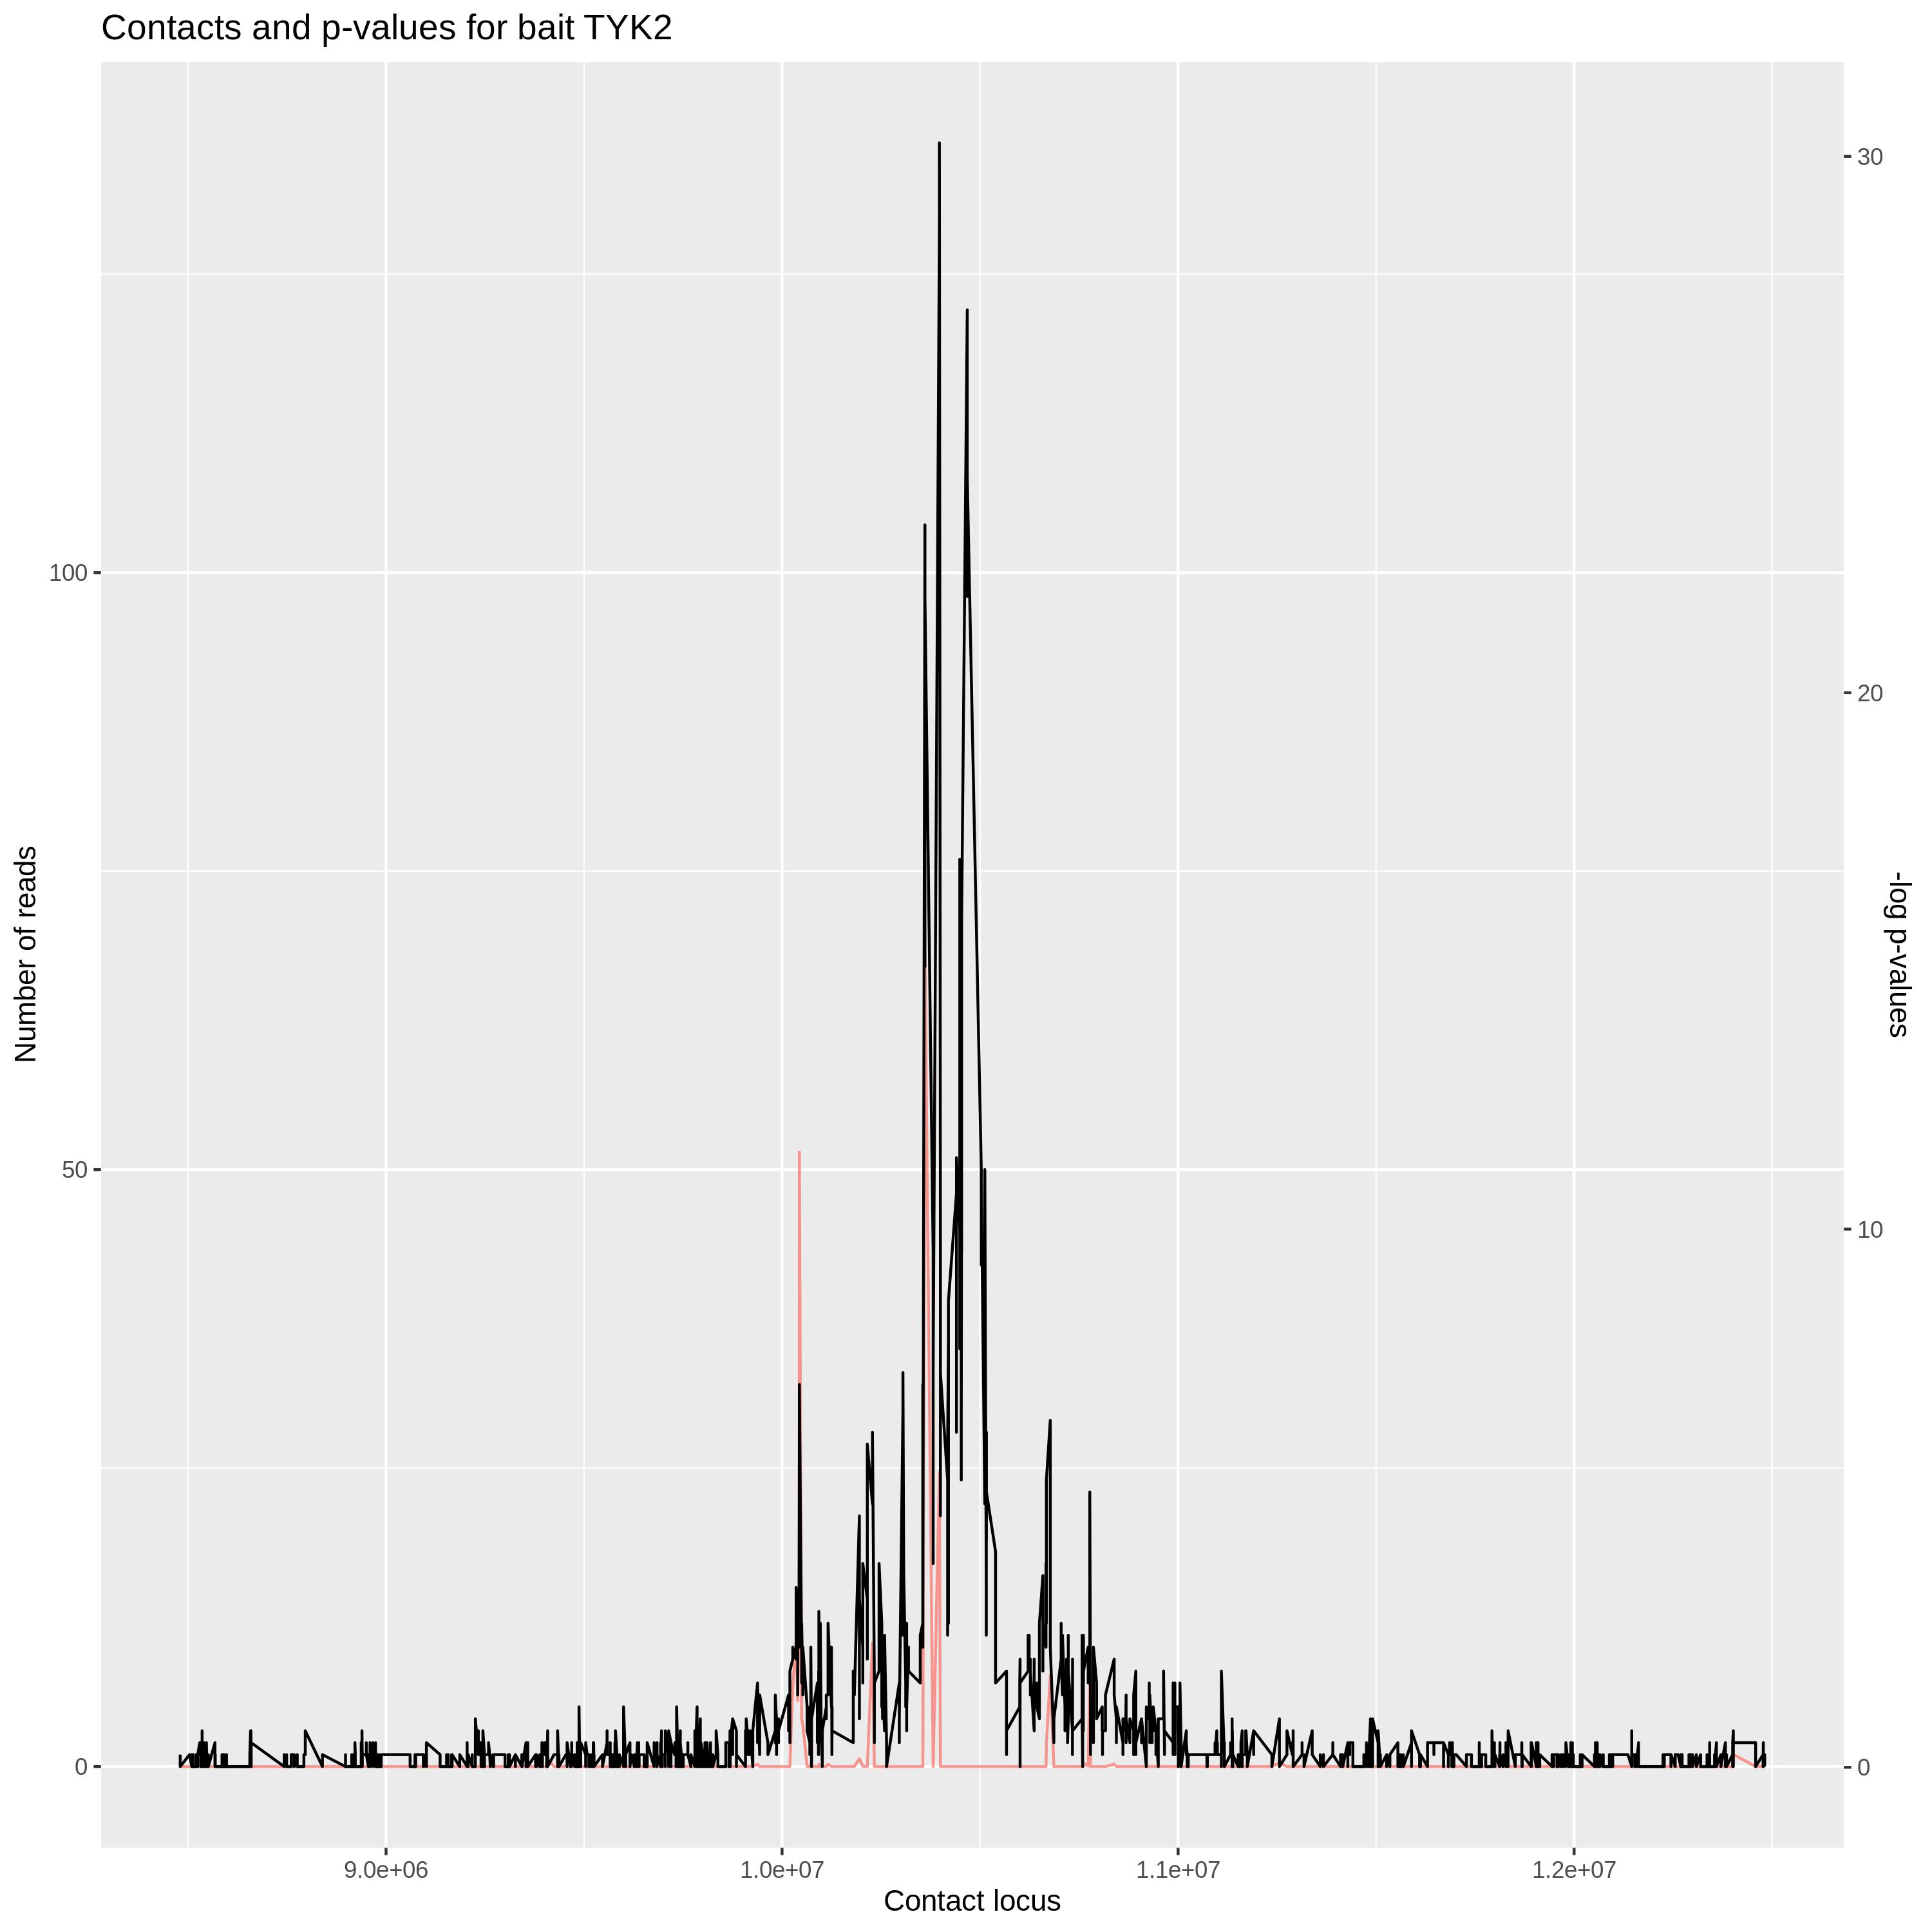 Contacts and p-values for bait TYK2
Number of reads
100
50
0
30
20
10
0
-log p-values
9.0e+06
1.0e+07
1.1e+07
1.2e+07
Contact locus